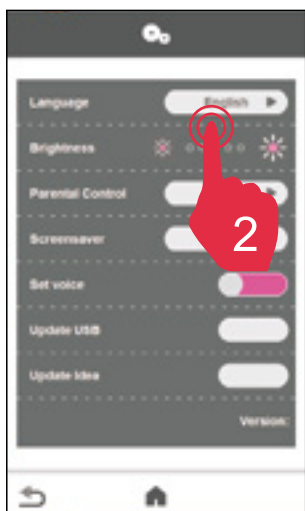 Language English
Brightness
Parental Control
Screensaver
2
Set voice
Update USB
Update Idea
Version: